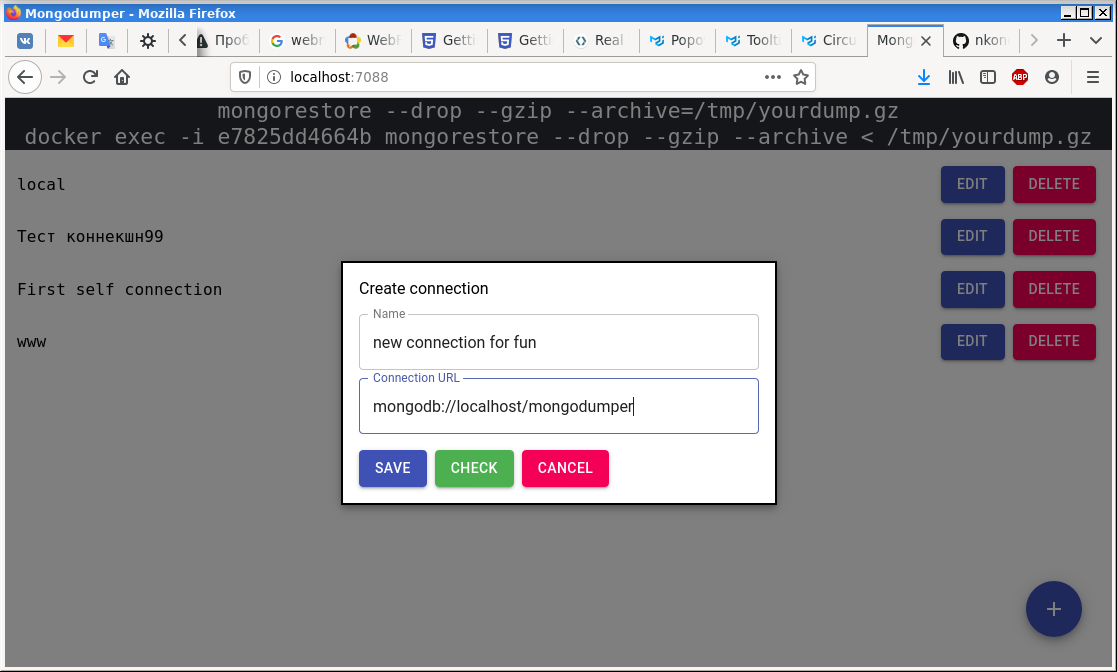 Mongodumper - Mozilla Firefox
Проб
webr
WebF
Getti
Getti
Real
Popo
Toolti
Circu
Mong
nkon
localhost:7088
ABP
mongorestore --drop --gzip --archive=/tmp/yourdump.gz
docker exec -i e7825dd4664b mongorestore --drop --gzip --archive < /tmp/yourdump.gz
local
EDIT
DELETE
Тест коннекшн99
EDIT
DELETE
First self connection
EDIT
DELETE
www
EDIT
DELETE
Create connection
Name
new connection for fun
Connection URL
mongodb://localhost/mongodumper
SAVE
CHECK
CANCEL